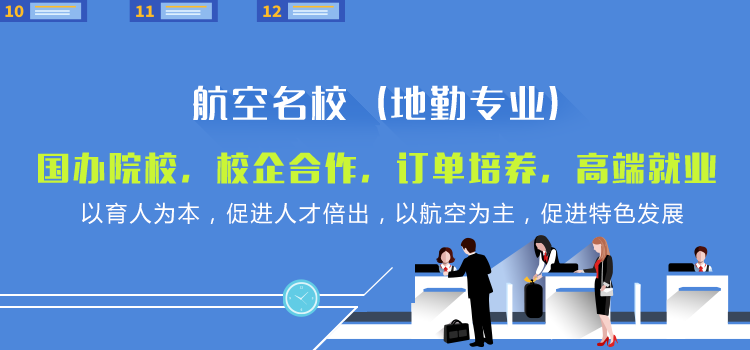 10 11 12
航空名校（地勤专业）
国办院校，校企合作，订单培养，高端就业
以育人为本，促进人才倍出，以航空为主，促进特色发展